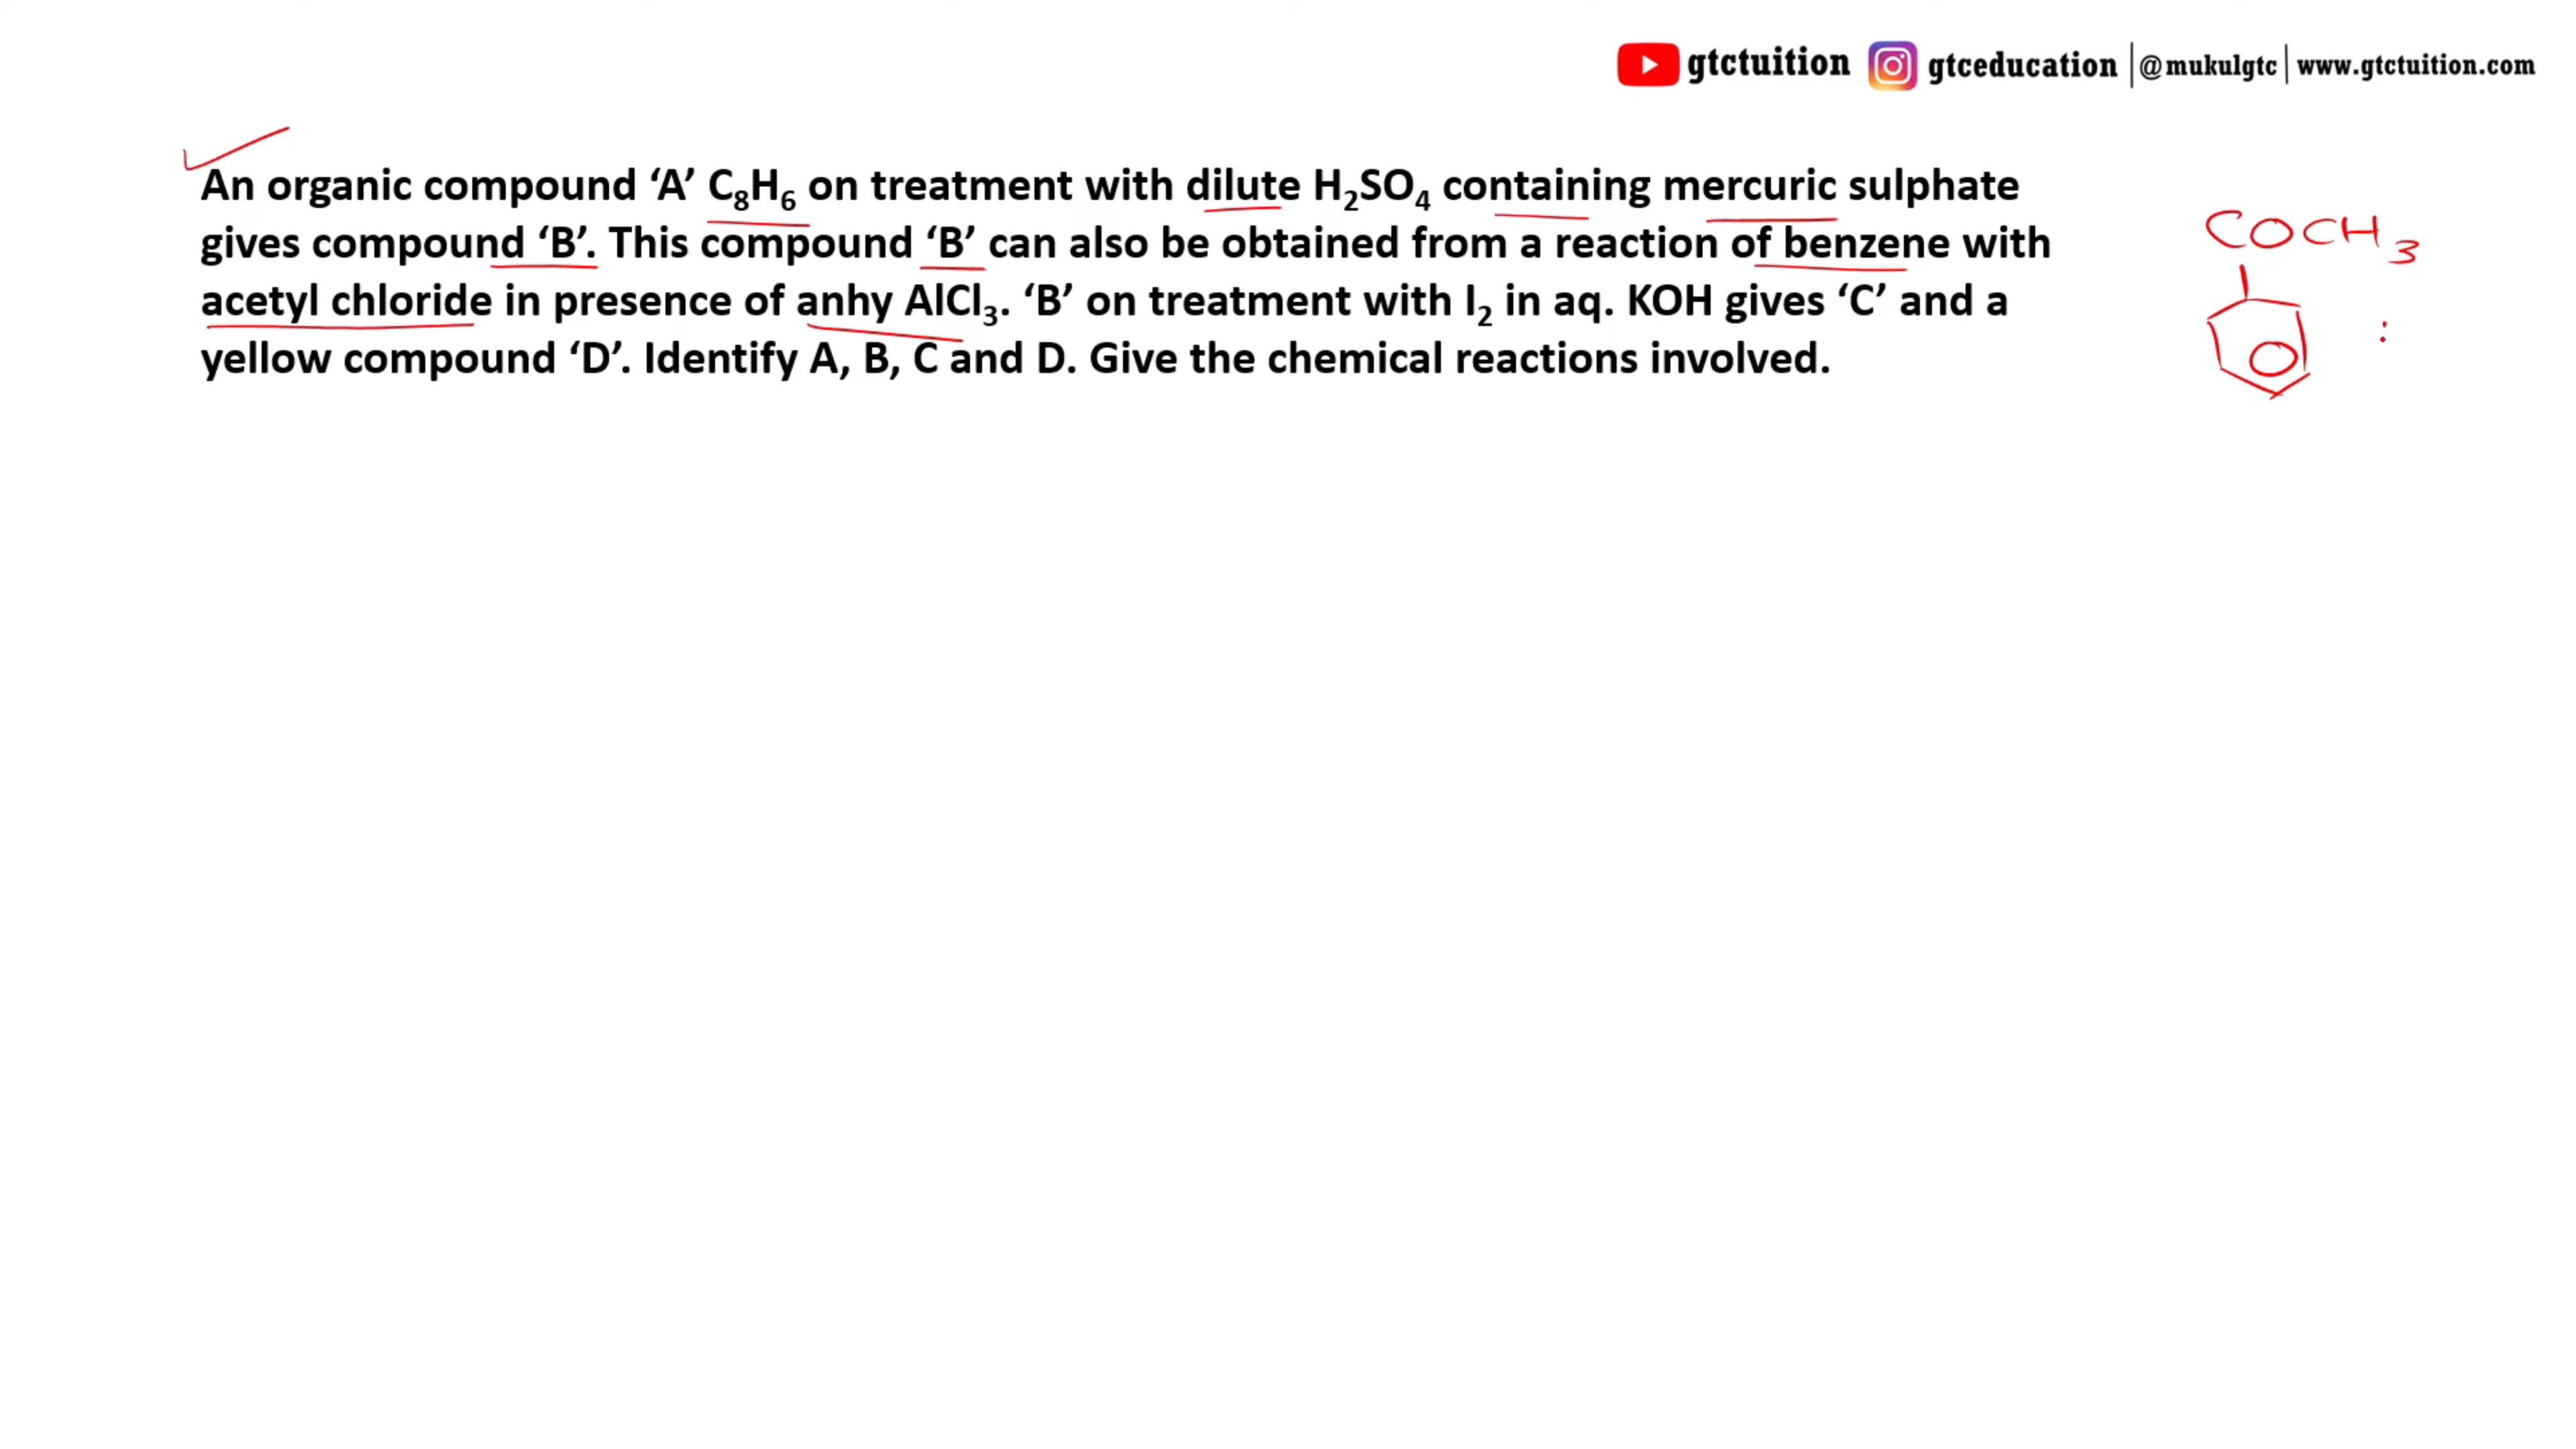 gtctuition gtceducation @mukulgtc www.gtctuition.com
An organic compound ‘A’ C₈H₆ on treatment with dilute H₂SO₄ containing mercuric sulphate
gives compound ‘B’. This compound ‘B’ can also be obtained from a reaction of benzene with
acetyl chloride in presence of anhy AlCl₃. ‘B’ on treatment with I₂ in aq. KOH gives ‘C’ and a
yellow compound ‘D’. Identify A, B, C and D. Give the chemical reactions involved.
COCH₃